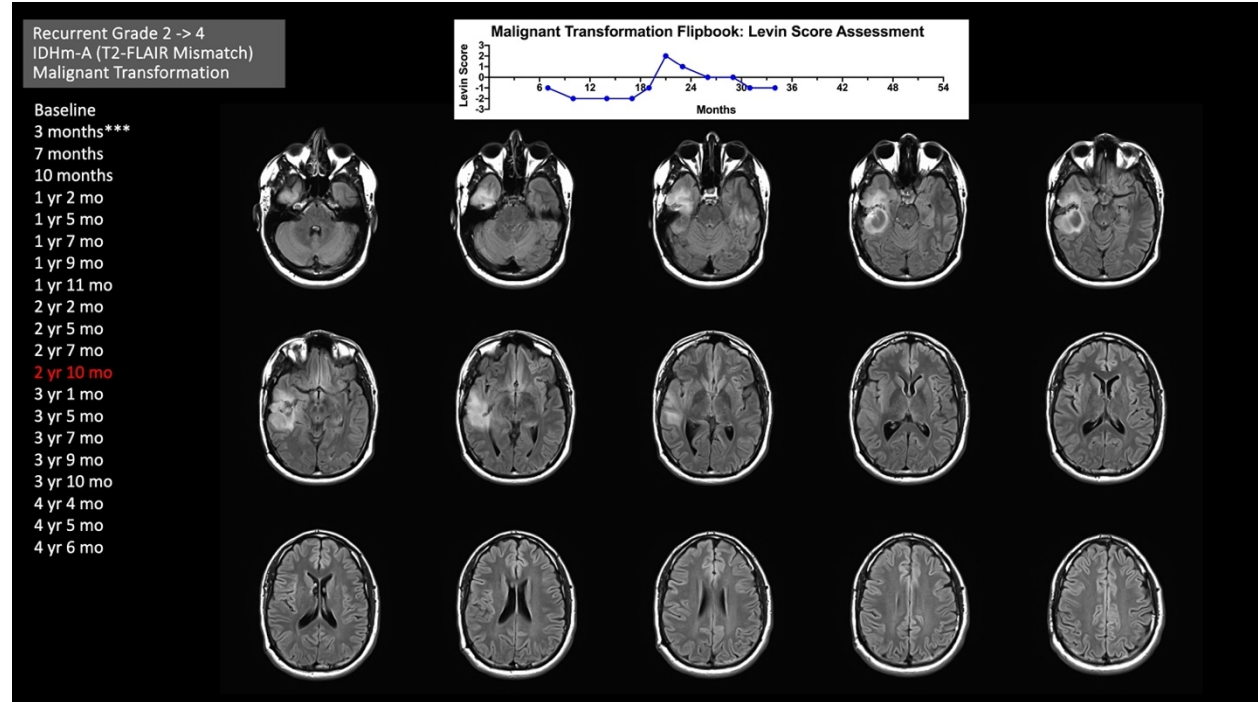 Recurrent Grade 2 -> 4
IDHm-A (T2-FLAIR Mismatch)
Malignant Transformation
Malignant Transformation Flipbook: Levin Score Assessment
Levin Score
3
2
1
0
-1
-2
-3
6 12 18 24 30 36 42 48 54
Months
Baseline
3 months***
7 months
10 months
1 yr 2 mo
1 yr 5 mo
1 yr 7 mo
1 yr 9 mo
1 yr 11 mo
2 yr 2 mo
2 yr 5 mo
2 yr 7 mo
2 yr 10 mo
3 yr 1 mo
3 yr 5 mo
3 yr 7 mo
3 yr 9 mo
3 yr 10 mo
4 yr 4 mo
4 yr 5 mo
4 yr 6 mo